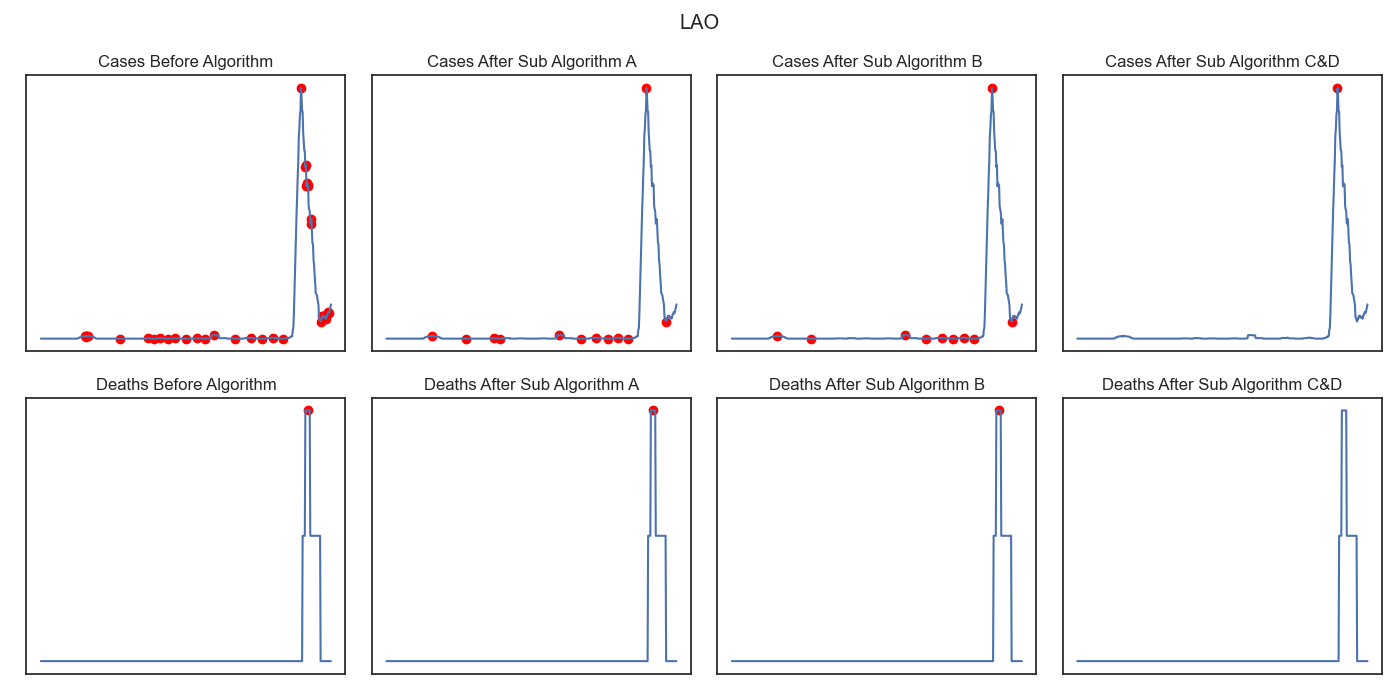 LAO
Cases Before Algorithm
Cases After Sub Algorithm A
Cases After Sub Algorithm B
Cases After Sub Algorithm C&D
Deaths Before Algorithm
Deaths After Sub Algorithm A
Deaths After Sub Algorithm B
Deaths After Sub Algorithm C&D